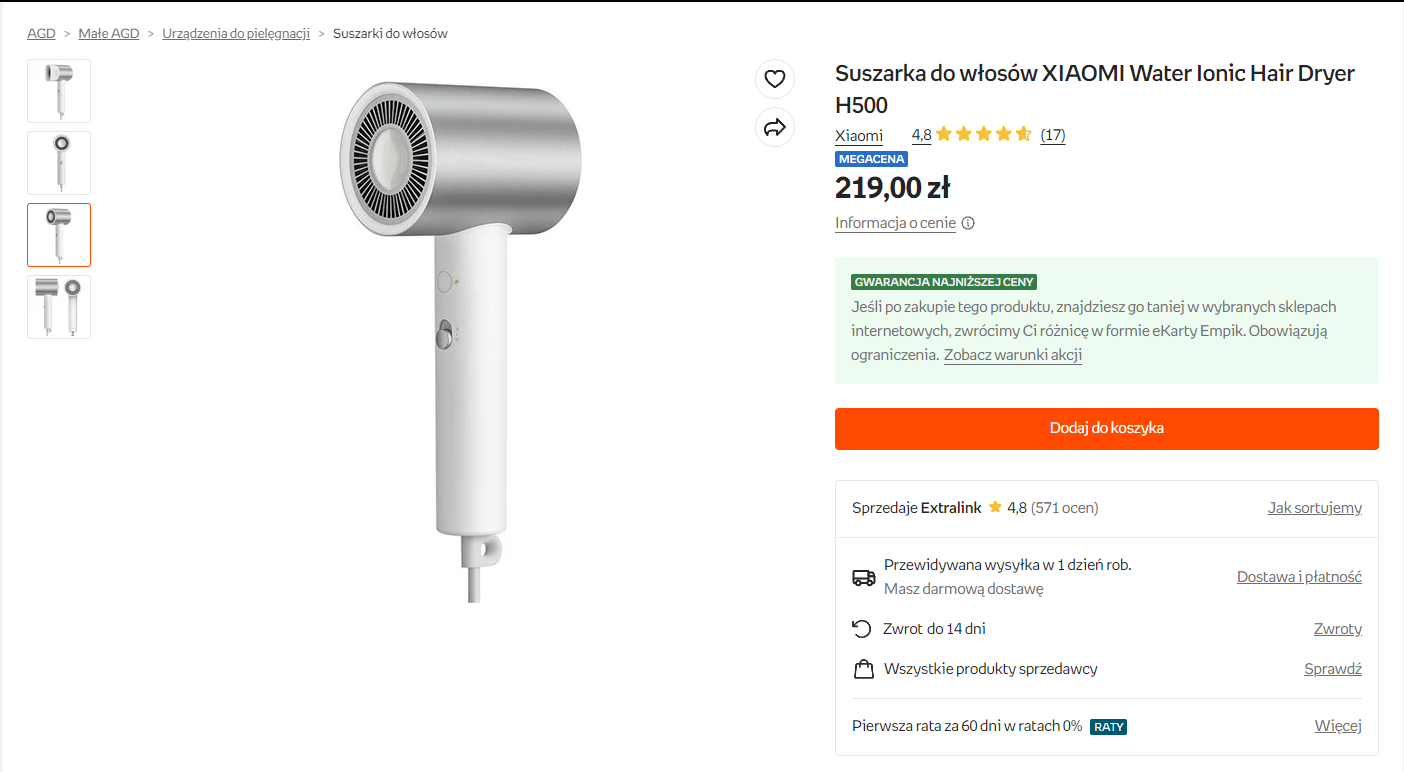 AGD > Małe AGD > Urządzenia do pielęgnacji > Suszarki do włosów
Suszarka do włosów XIAOMI Water Ionic Hair Dryer
H500
Xiaomi 4,8 (17)
MEGACENA
219,00 zł
Informacja o cenie
GWARANCJA NAJNIŻSZEJ CENY
Jeśli po zakupie tego produktu, znajdziesz go taniej w wybranych sklepach
internetowych, zwrócimy Ci różnicę w formie eKarty Empik. Obowiązują
ograniczenia. Zobacz warunki akcji
Dodaj do koszyka
Sprzedaje Extralink 4,8 (571 ocen) Jak sortujemy
Przewidywana wysyłka w 1 dzień rob.
Masz darmową dostawę
Dostawa i płatność
Zwrot do 14 dni Zwroty
Wszystkie produkty sprzedawcy Sprawdź
Pierwsza rata za 60 dni w ratach 0% RATY Więcej